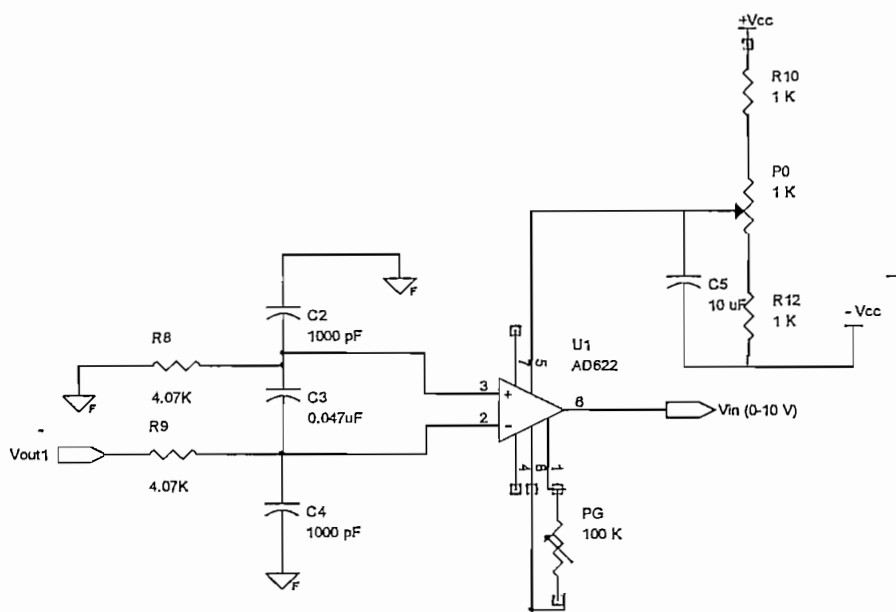 +Vcc
R10
1 K
P0
1 K
C5
10 uF
R12
1 K
- Vcc
F
C2
1000 pF
R8
4.07K
F
C3
0.047uF
R9
4.07K
Vout1
C4
1000 pF
F
U1
AD622
7
5
3
+
2
-
6
Vin (0-10 V)
4
8
1
PG
100 K